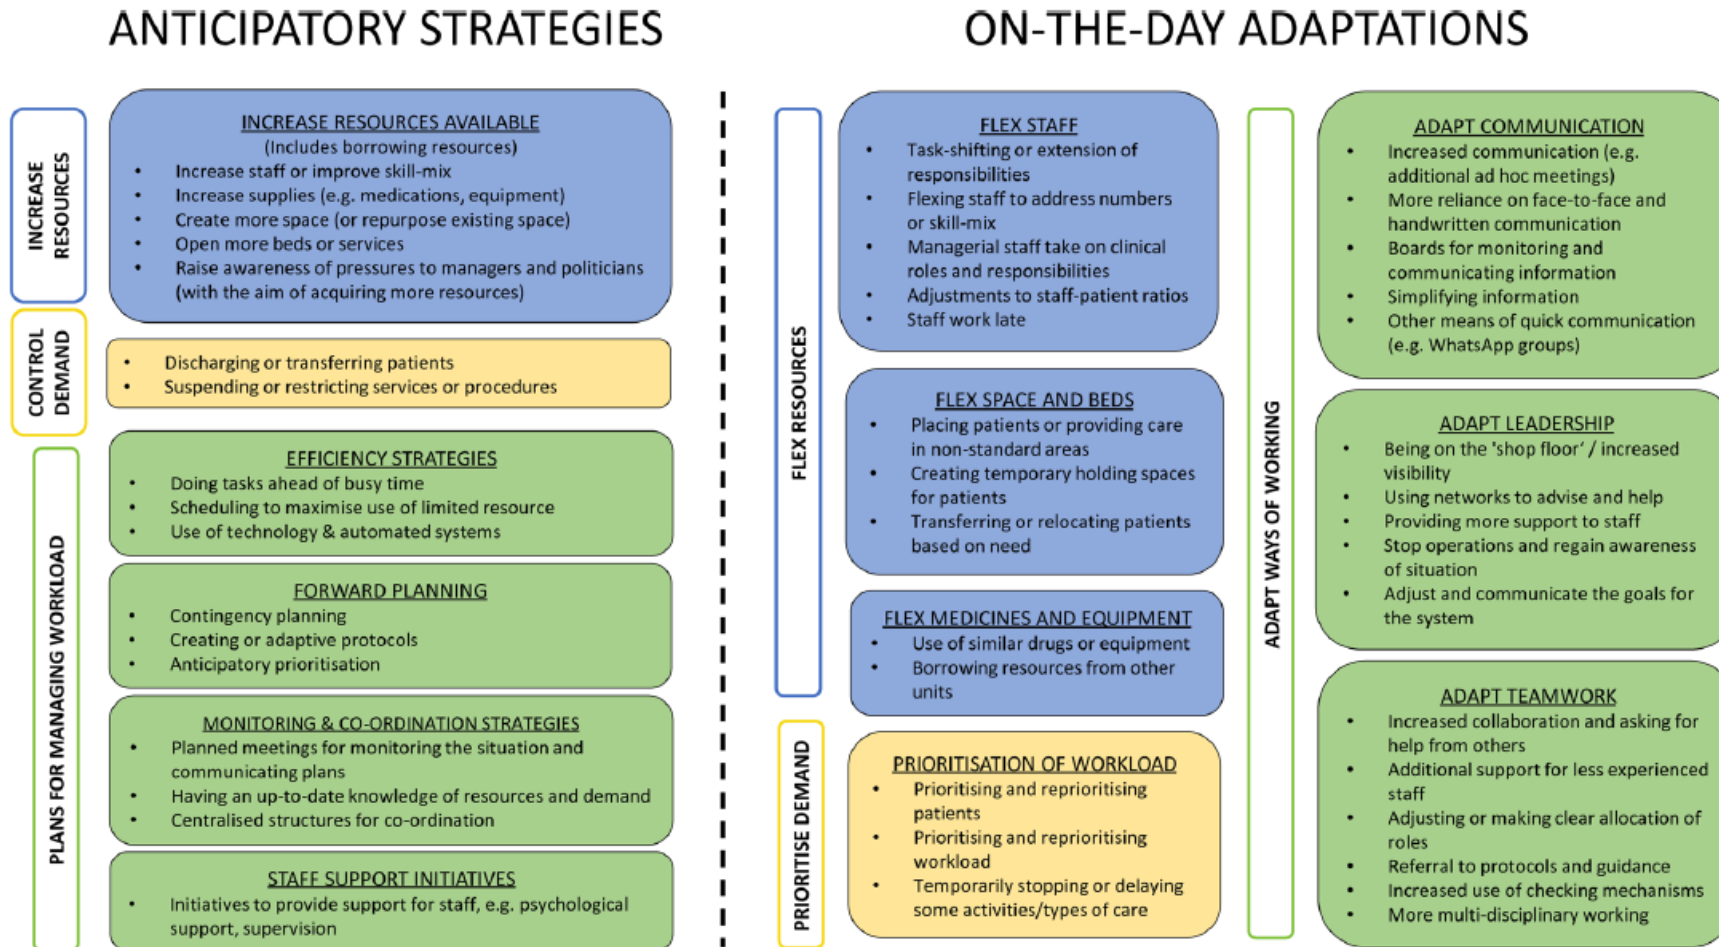 ANTICIPATORY STRATEGIES
INCREASE
RESOURCES
INCREASE RESOURCES AVAILABLE
(Includes borrowing resources)
• Increase staff or improve skill-mix
• Increase supplies (e.g. medications, equipment)
• Create more space (or repurpose existing space)
• Open more beds or services
• Raise awareness of pressures to managers and politicians
(with the aim of acquiring more resources)
CONTROL
DEMAND
• Discharging or transferring patients
• Suspending or restricting services or procedures
PLANS FOR MANAGING WORKLOAD
EFFICIENCY STRATEGIES
• Doing tasks ahead of busy time
• Scheduling to maximise use of limited resource
• Use of technology & automated systems
FORWARD PLANNING
• Contingency planning
• Creating or adaptive protocols
• Anticipatory prioritisation
MONITORING & CO-ORDINATION STRATEGIES
• Planned meetings for monitoring the situation and
communicating plans
• Having an up-to-date knowledge of resources and demand
• Centralised structures for co-ordination
STAFF SUPPORT INITIATIVES
• Initiatives to provide support for staff, e.g. psychological
support, supervision
ON-THE-DAY ADAPTATIONS
FLEX RESOURCES
FLEX STAFF
• Task-shifting or extension of
responsibilities
• Flexing staff to address numbers
or skill-mix
• Managerial staff take on clinical
roles and responsibilities
• Adjustments to staff-patient ratios
• Staff work late
FLEX SPACE AND BEDS
• Placing patients or providing care
in non-standard areas
• Creating temporary holding spaces
for patients
• Transferring or relocating patients
based on need
FLEX MEDICINES AND EQUIPMENT
• Use of similar drugs or equipment
• Borrowing resources from other
units
PRIORITISE DEMAND
PRIORITISATION OF WORKLOAD
• Prioritising and reprioritising
patients
• Prioritising and reprioritising
workload
• Temporarily stopping or delaying
some activities/types of care
ADAPT WAYS OF WORKING
ADAPT COMMUNICATION
• Increased communication (e.g.
additional ad hoc meetings)
• More reliance on face-to-face and
handwritten communication
• Boards for monitoring and
communicating information
• Simplifying information
• Other means of quick communication
(e.g. WhatsApp groups)
ADAPT LEADERSHIP
• Being on the 'shop floor' / increased
visibility
• Using networks to advise and help
• Providing more support to staff
• Stop operations and regain awareness
of situation
• Adjust and communicate the goals for
the system
ADAPT TEAMWORK
• Increased collaboration and asking for
help from others
• Additional support for less experienced
staff
• Adjusting or making clear allocation of
roles
• Referral to protocols and guidance
• Increased use of checking mechanisms
• More multi-disciplinary working